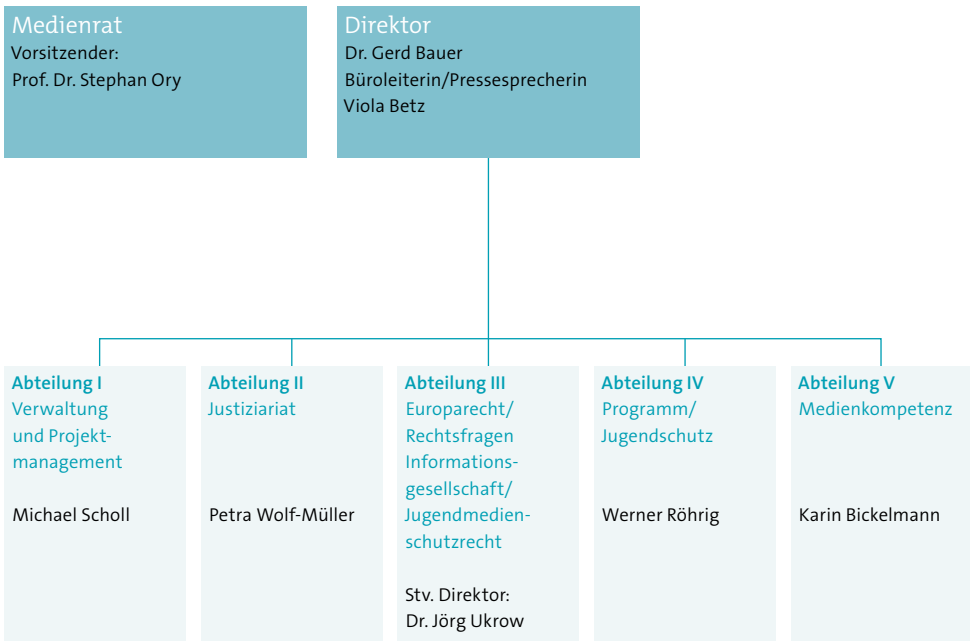 Medienrat
Vorsitzender:
Prof. Dr. Stephan Ory
Direktor
Dr. Gerd Bauer
Büroleiterin/Pressesprecherin
Viola Betz
Abteilung I
Verwaltung
und Projekt-
management
Michael Scholl
Abteilung II
Justiziariat
Petra Wolf-Müller
Abteilung III
Europarecht/
Rechtsfragen
Informations-
gesellschaft/
Jugendmedien-
schutzrecht
Stv. Direktor:
Dr. Jörg Ukrow
Abteilung IV
Programm/
Jugendschutz
Werner Röhrig
Abteilung V
Medienkompetenz
Karin Bickelmann